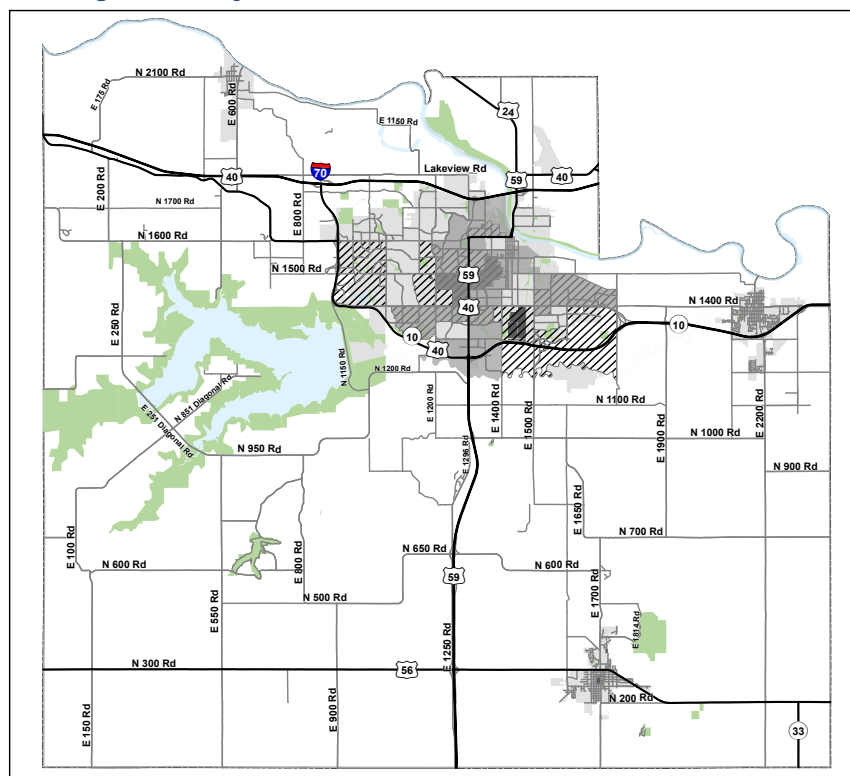 N 2100 Rd
E 175 Rd
E 600 Rd
24
E 1150 Rd
Lakeview Rd
40
70
59
40
E 200 Rd
N 1700 Rd
E 800 Rd
N 1600 Rd
N 1500 Rd
59
E 250 Rd
40
N 1400 Rd
10
10
40
N 1150 Rd
N 1200 Rd
N 851 Diagonal Rd
E 251 Diagonal Rd
E 1200 Rd
E 1400 Rd
E 1500 Rd
N 1100 Rd
E 1900 Rd
E 2200 Rd
N 1000 Rd
N 950 Rd
E 1296 Rd
N 900 Rd
E 1650 Rd
E 100 Rd
N 700 Rd
N 650 Rd
N 600 Rd
E 800 Rd
N 600 Rd
59
E 550 Rd
N 500 Rd
E 1700 Rd
E 1814 Rd
E 1250 Rd
N 300 Rd
56
N 200 Rd
E 150 Rd
E 900 Rd
33